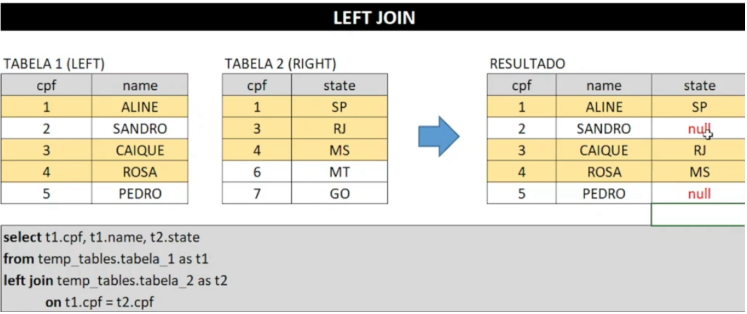 LEFT JOIN
TABELA 1 (LEFT) TABELA 2 (RIGHT) RESULTADO
cpf name cpf state cpf name state
1 ALINE 1 SP 1 ALINE SP
2 SANDRO 3 RJ 2 SANDRO null
3 CAIQUE 4 MS 3 CAIQUE RJ
4 ROSA 6 MT 4 ROSA MS
5 PEDRO 7 GO 5 PEDRO null
select t1.cpf, t1.name, t2.state
from temp_tables.tabela_1 as t1
left join temp_tables.tabela_2 as t2
on t1.cpf = t2.cpf